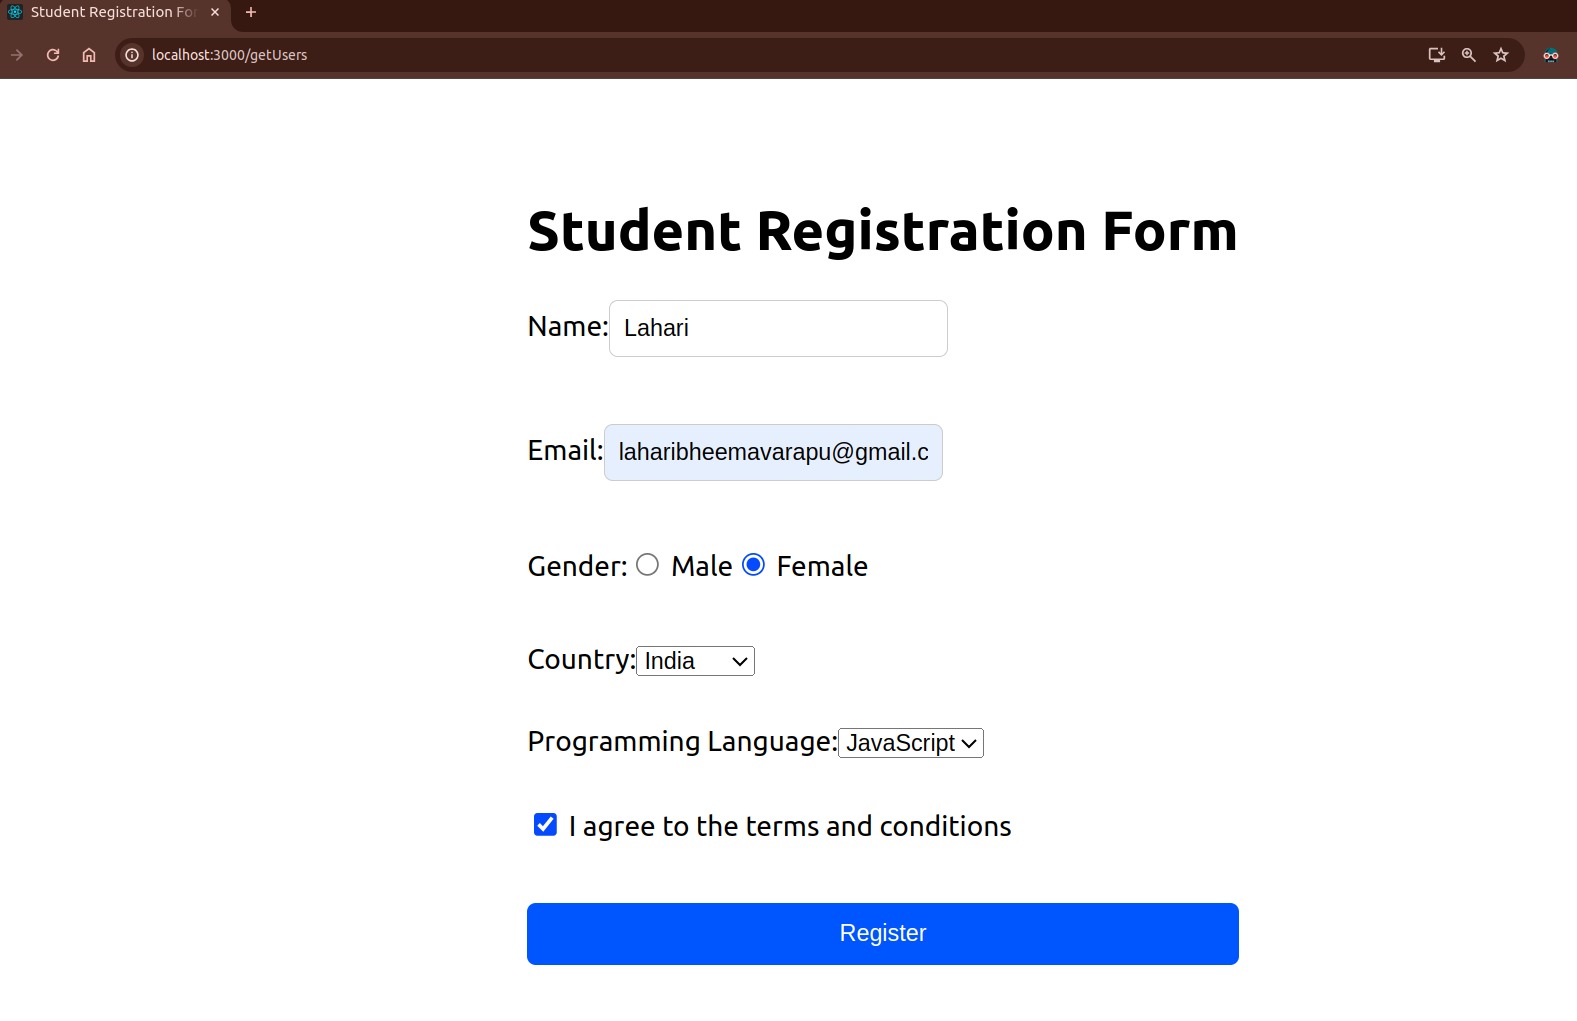 Student Registration For
localhost:3000/getUsers
Student Registration Form
Name: Lahari
Email: laharibheemavarapu@gmail.c
Gender: Male Female
Country: India
Programming Language: JavaScript
I agree to the terms and conditions
Register